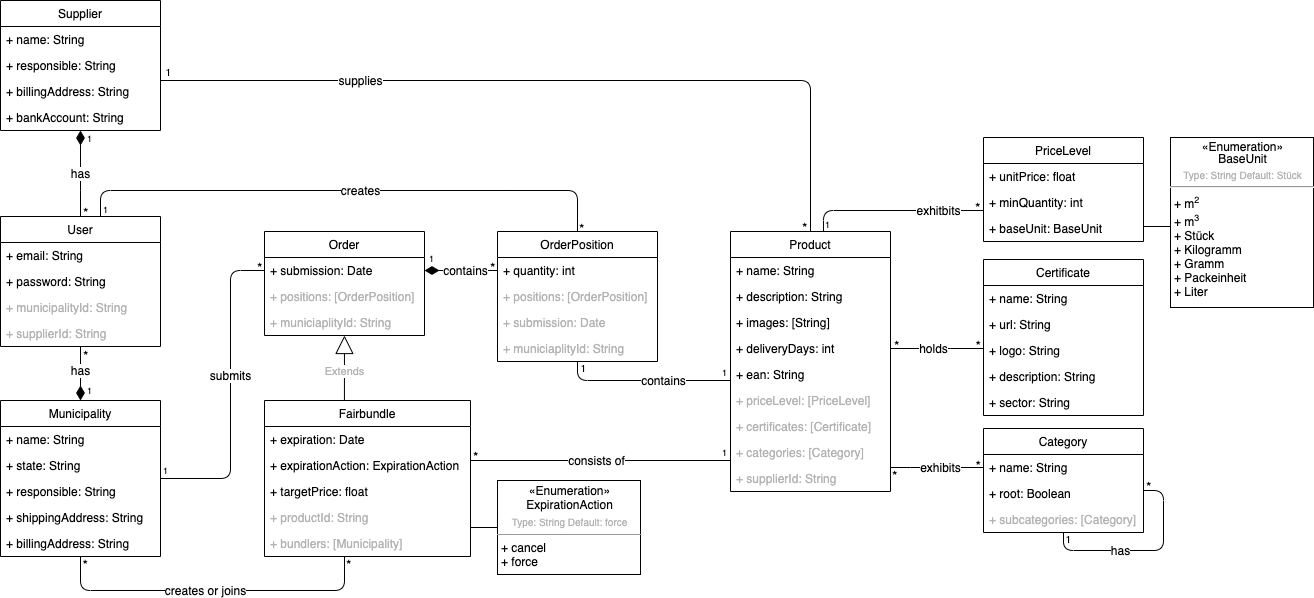 Supplier
+ name: String
+ responsible: String
+ billingAddress: String
+ bankAccount: String
1
supplies
*
1
has
*
1
creates
*
User
+ email: String
+ password: String
+ municipalityId: String
+ supplierId: String
*
has
1
Municipality
+ name: String
+ state: String
+ responsible: String
+ shippingAddress: String
+ billingAddress: String
1
submits
*
*
creates or joins
*
Order
+ submission: Date
+ positions: [OrderPosition]
+ municiaplityId: String
1
contains
*
Extends
Fairbundle
+ expiration: Date
+ expirationAction: ExpirationAction
+ targetPrice: float
+ productId: String
+ bundlers: [Municipality]
*
consists of
1
OrderPosition
+ quantity: int
+ positions: [OrderPosition]
+ submission: Date
+ municiaplityId: String
1
contains
1
«Enumeration»
ExpirationAction
Type: String Default: force
+ cancel
+ force
Product
+ name: String
+ description: String
+ images: [String]
+ deliveryDays: int
+ ean: String
+ priceLevel: [PriceLevel]
+ certificates: [Certificate]
+ categories: [Category]
+ supplierId: String
1
exhitbits
*
*
holds
*
*
exhibits
*
PriceLevel
+ unitPrice: float
+ minQuantity: int
+ baseUnit: BaseUnit
«Enumeration»
BaseUnit
Type: String Default: Stück
+ m²
+ m³
+ Stück
+ Kilogramm
+ Gramm
+ Packeinheit
+ Liter
Certificate
+ name: String
+ url: String
+ logo: String
+ description: String
+ sector: String
Category
+ name: String
+ root: Boolean
+ subcategories: [Category]
*
1
has